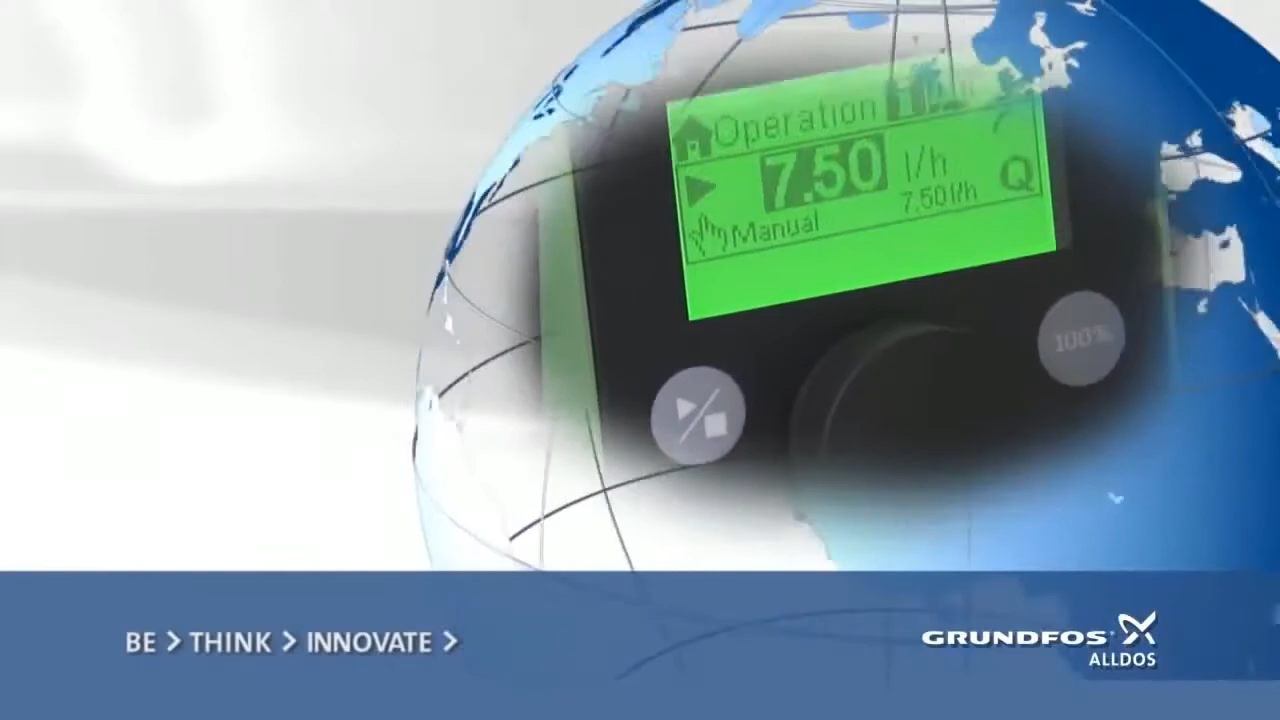 Operation
7.50 l/h
7.50 l/h
Q
Manual
100%
BE > THINK > INNOVATE >
GRUNDFOS
ALLDOS